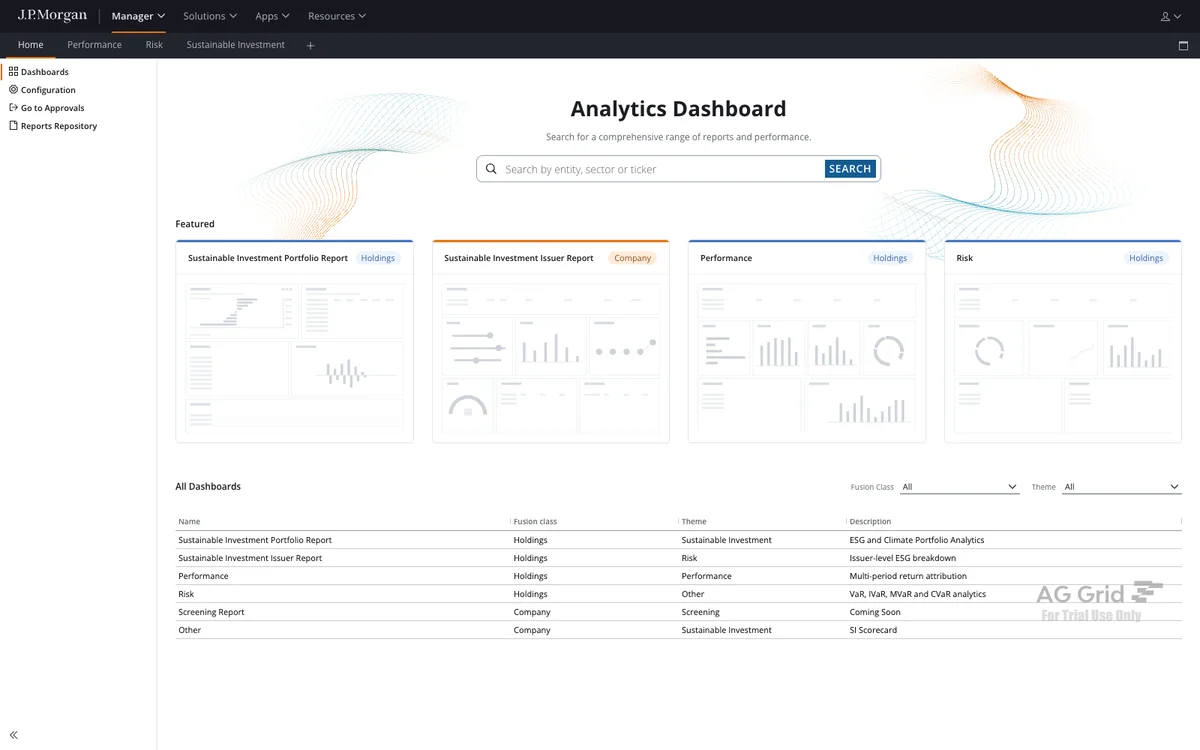 J.P.Morgan Manager Solutions Apps Resources
Home Performance Risk Sustainable Investment +
Dashboards
Configuration
Go to Approvals
Reports Repository
Analytics Dashboard
Search for a comprehensive range of reports and performance.
Search by entity, sector or ticker SEARCH
Featured
Sustainable Investment Portfolio Report Holdings
Sustainable Investment Issuer Report Company
Performance Holdings
Risk Holdings
All Dashboards Fusion Class All Theme All
Name Fusion class Theme Description
Sustainable Investment Portfolio Report Holdings Sustainable Investment ESG and Climate Portfolio Analytics
Sustainable Investment Issuer Report Holdings Risk Issuer-level ESG breakdown
Performance Holdings Performance Multi-period return attribution
Risk Holdings Other VaR, IVaR, MVaR and CVaR analytics
Screening Report Company Screening Coming Soon
Other Company Sustainable Investment SI Scorecard
AG Grid
For Trial Use Only